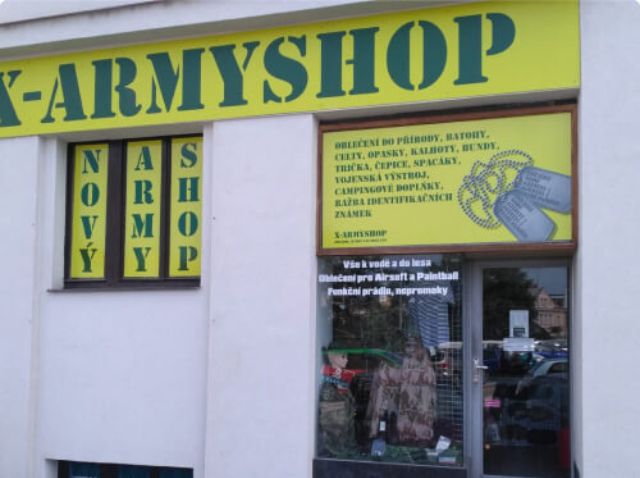 X-ARMYSHOP
NOVÝ
ARMY
SHOP
OBLEČENÍ DO PŘÍRODY, BATOHY,
CELTY, OPASKY, KALHOTY, BUNDY,
TRIČKA, ČEPICE, SPACÁKY,
VOJENSKÁ VÝSTROJ,
CAMPINGOVÉ DOPLŇKY,
RAŽBA IDENTIFIKAČNÍCH
ZNÁMEK
X-ARMYSHOP
Vše k vodě a do lesa
Oblečení pro Airsoft a Paintball
Funkční prádlo, nepromoky